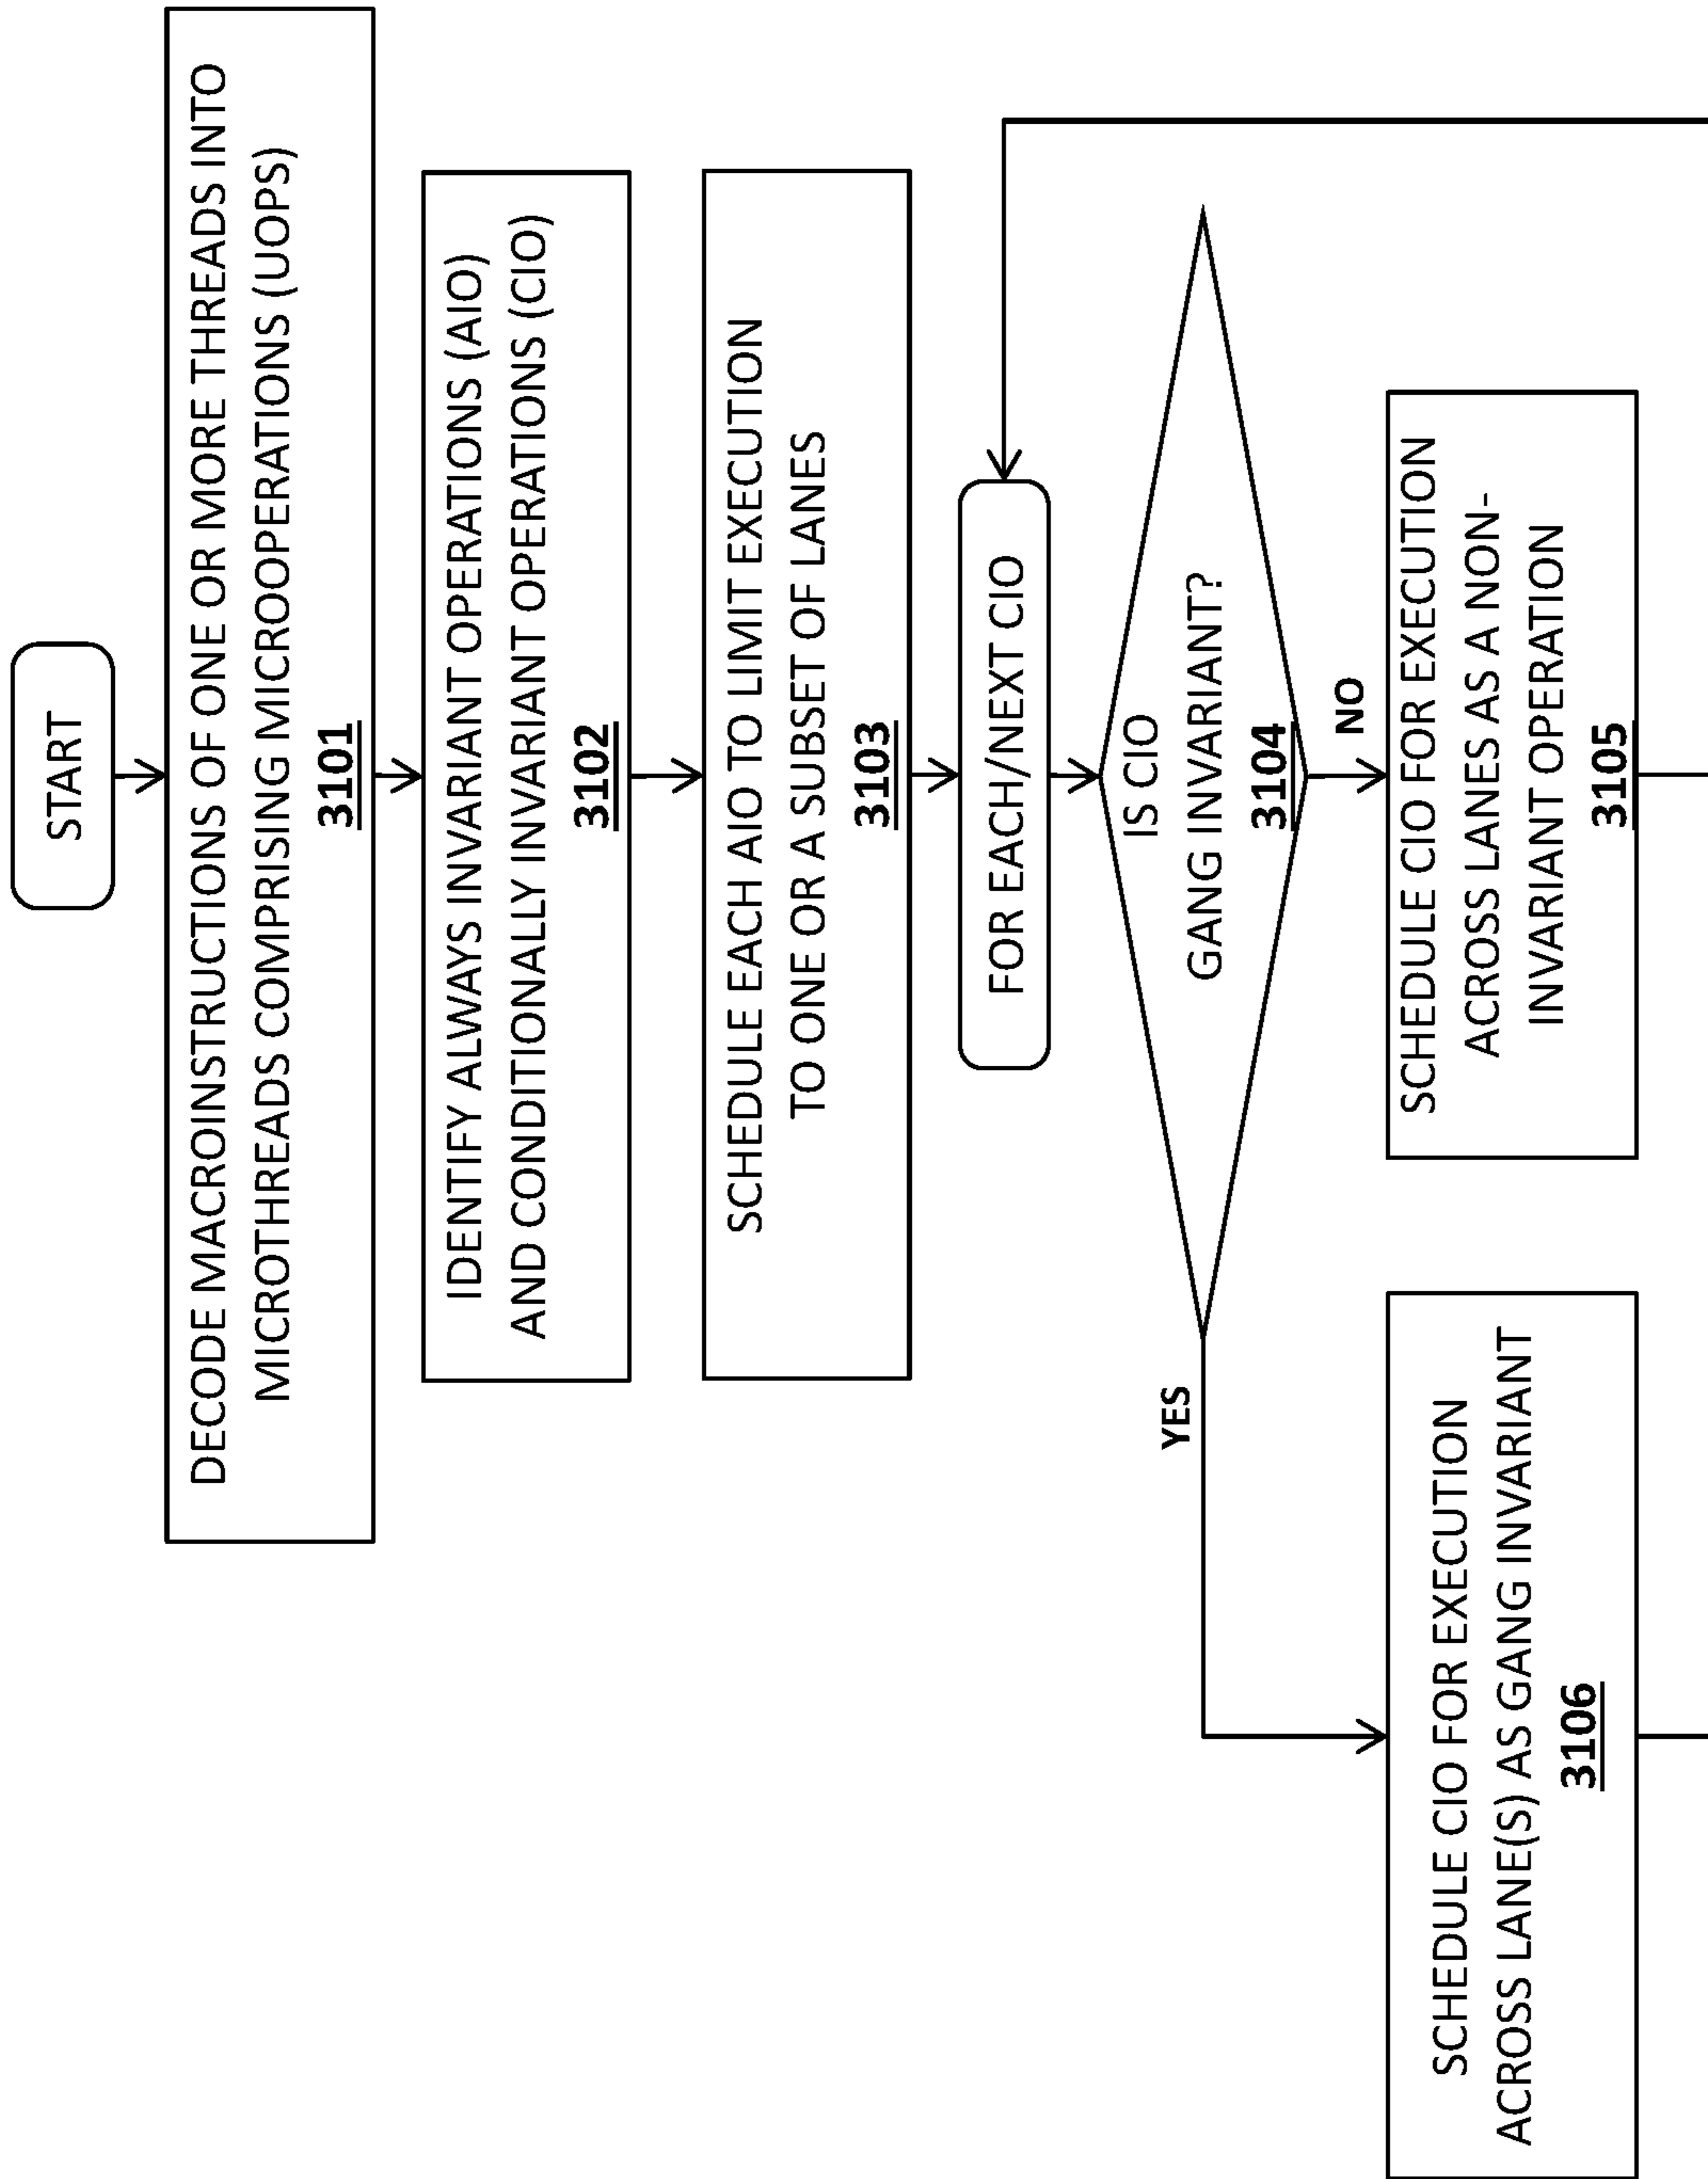 START
DECODE MACROINSTRUCTIONS OF ONE OR MORE THREADS INTO
MICROTHREADS COMPRISING MICROOPERATIONS (UOPS)
3101
IDENTIFY ALWAYS INVARIANT OPERATIONS (AIO)
AND CONDITIONALLY INVARIANT OPERATIONS (CIO)
3102
SCHEDULE EACH AIO TO LIMIT EXECUTION
TO ONE OR A SUBSET OF LANES
3103
FOR EACH/NEXT CIO
IS CIO
GANG INVARIANT?
3104
YES
NO
SCHEDULE CIO FOR EXECUTION
ACROSS LANE(S) AS GANG INVARIANT
3106
SCHEDULE CIO FOR EXECUTION
ACROSS LANES AS A NON-
INVARIANT OPERATION
3105